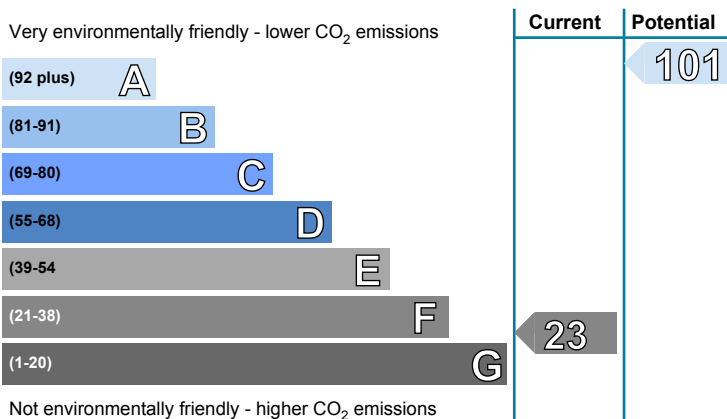 Current Potential
Very environmentally friendly - lower CO2 emissions
101
(92 plus) A
(81-91) B
(69-80) C
(55-68) D
(39-54 E
(21-38) F
23
(1-20) G
Not environmentally friendly - higher CO2 emissions